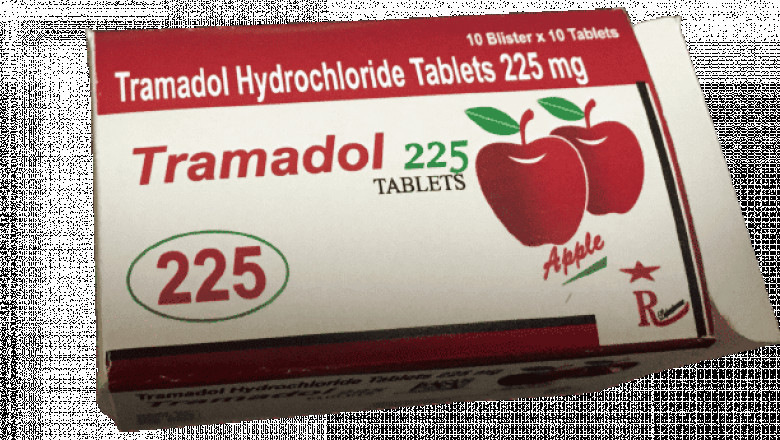 10 Blister x 10 Tablets
Tramadol Hydrochloride Tablets 225 mg
Tramadol 225
TABLETS
225
Apple
R
Tramadol Hydrochloride Tablets 225 mg